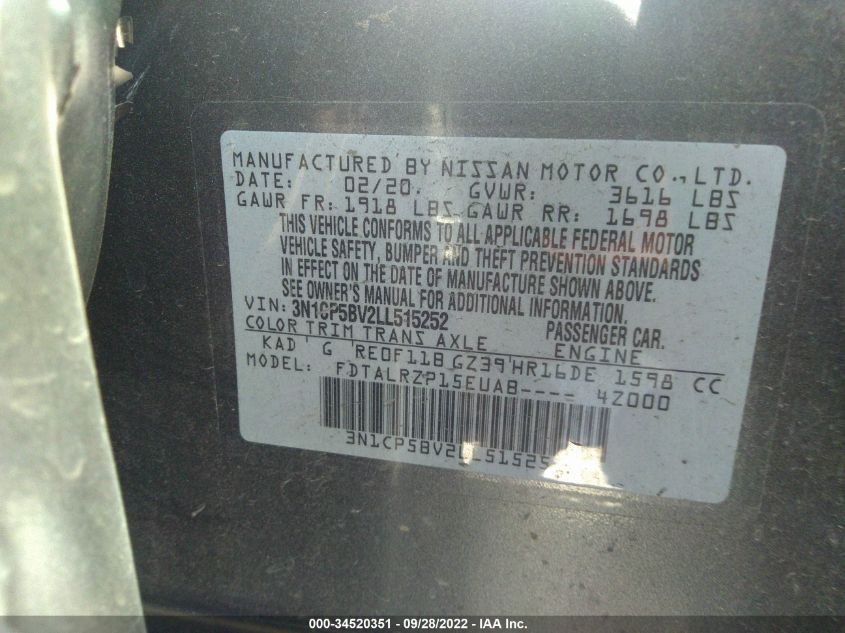 MANUFACTURED BY NISSAN MOTOR CO., LTD.
DATE: 02/20 GVWR: 3616 LBS
GAWR FR: 1918 LBS GAWR RR: 1698 LBS
THIS VEHICLE CONFORMS TO ALL APPLICABLE FEDERAL MOTOR
VEHICLE SAFETY, BUMPER AND THEFT PREVENTION STANDARDS
IN EFFECT ON THE DATE OF MANUFACTURE SHOWN ABOVE.
SEE OWNER'S MANUAL FOR ADDITIONAL INFORMATION.
VIN: 3N1CP5BV2LL515252 PASSENGER CAR.
COLOR TRIM TRANS AXLE ENGINE
KAD G RE0F11B GZ39 HR16DE 1598 CC
MODEL: FDTALRZP15EUAB---- 4Z000
3N1CP5BV2LL51525
000-34520351 / 09/28/2022 - IAA Inc.